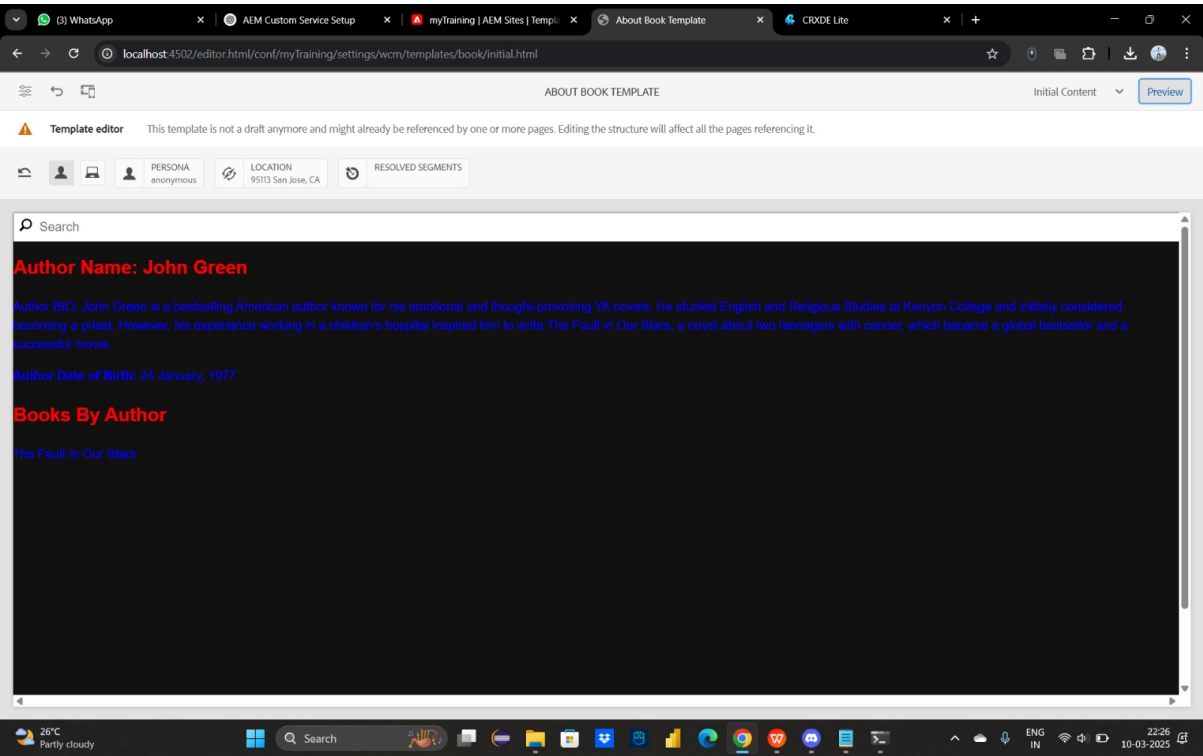 (3) WhatsApp
AEM Custom Service Setup
myTraining | AEM Sites | Templa
About Book Template
CRXDE Lite
localhost:4502/editor.html/conf/myTraining/settings/wcm/templates/book/initial.html
ABOUT BOOK TEMPLATE
Initial Content
Preview
Template editor
This template is not a draft anymore and might already be referenced by one or more pages. Editing the structure will affect all the pages referencing it.
PERSONA
anonymous
LOCATION
95113 San Jose, CA
RESOLVED SEGMENTS
Search
Author Name: John Green
Author BIO: John Green is a bestselling American author known for his emotional and thought-provoking YA novels. He studied English and Religious Studies at Kenyon College and initially considered
becoming a priest. However, his experience working in a children's hospital inspired him to write The Fault in Our Stars, a novel about two teenagers with cancer, which became a global bestseller and a
successful movie.
Author Date of Birth: 24 January, 1977
Books By Author
The Fault in Our Stars
26°C
Partly cloudy
Search
ENG
IN
22:26
10-03-2025